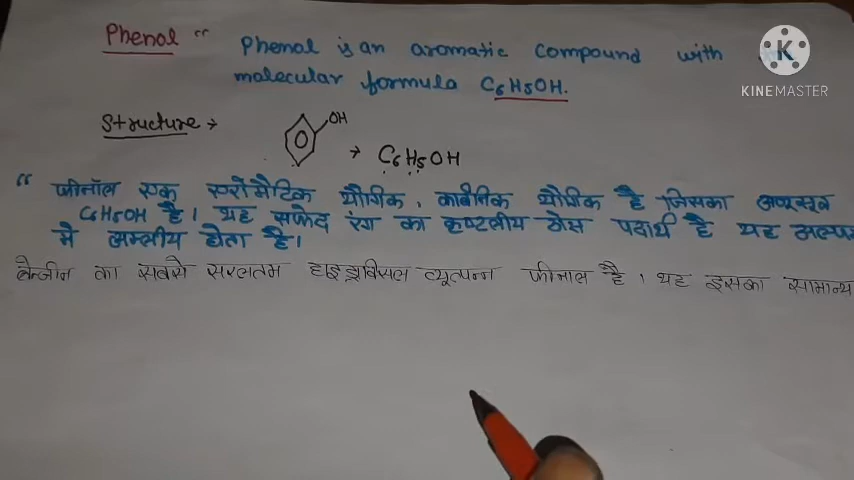 Phenol “ Phenol is an aromatic compound with
molecular formula C6H5OH.
Structure → OH → C6H5OH
“ फीनॉल एक एरोमैटिक यौगिक, कार्बनिक यौगिक है जिसका अणुसूत्र
C6H5OH है। यह सफेद रंग का कृष्टलीय ठोस पदार्थ है यह
मे अम्लीय होता है।
बेन्जीन का सबसे सरलतम हाइड्राक्सिल व्यूत्पन्न फीनाल है। यह इसका सामान्य
K
KINEMASTER